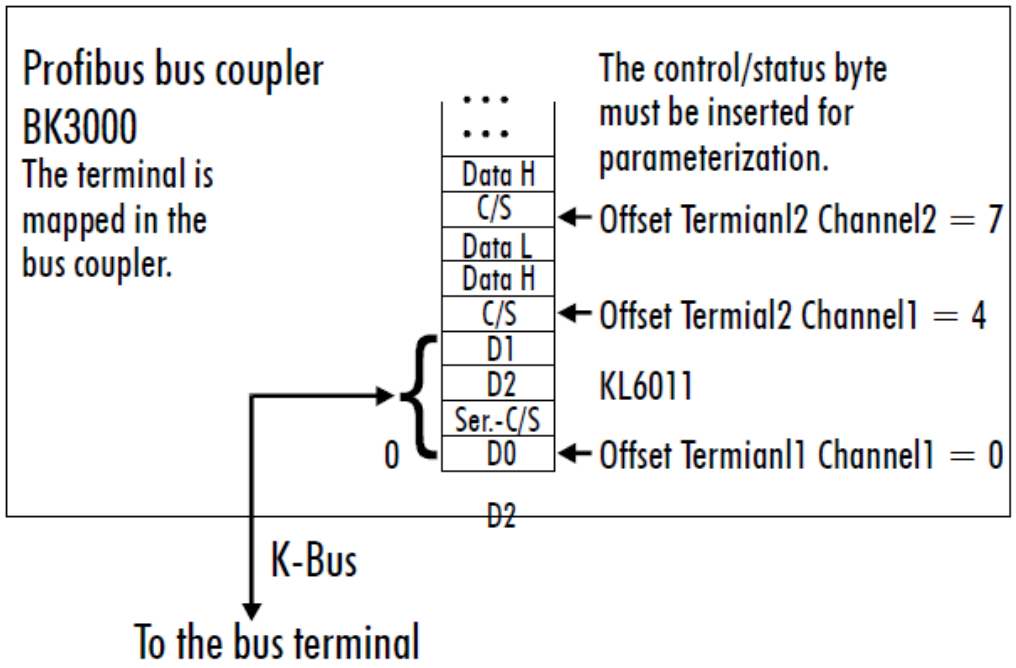 Profibus bus coupler
BK3000
The terminal is
mapped in the
bus coupler.
The control/status byte
must be inserted for
parameterization.
...
...
Data H
C/S
Offset Termianl2 Channel2 = 7
Data L
Data H
C/S
Offset Termial2 Channel1 = 4
D1
D2
KL6011
Ser.-C/S
0
D0
Offset Termianl1 Channel1 = 0
D2
K-Bus
To the bus terminal